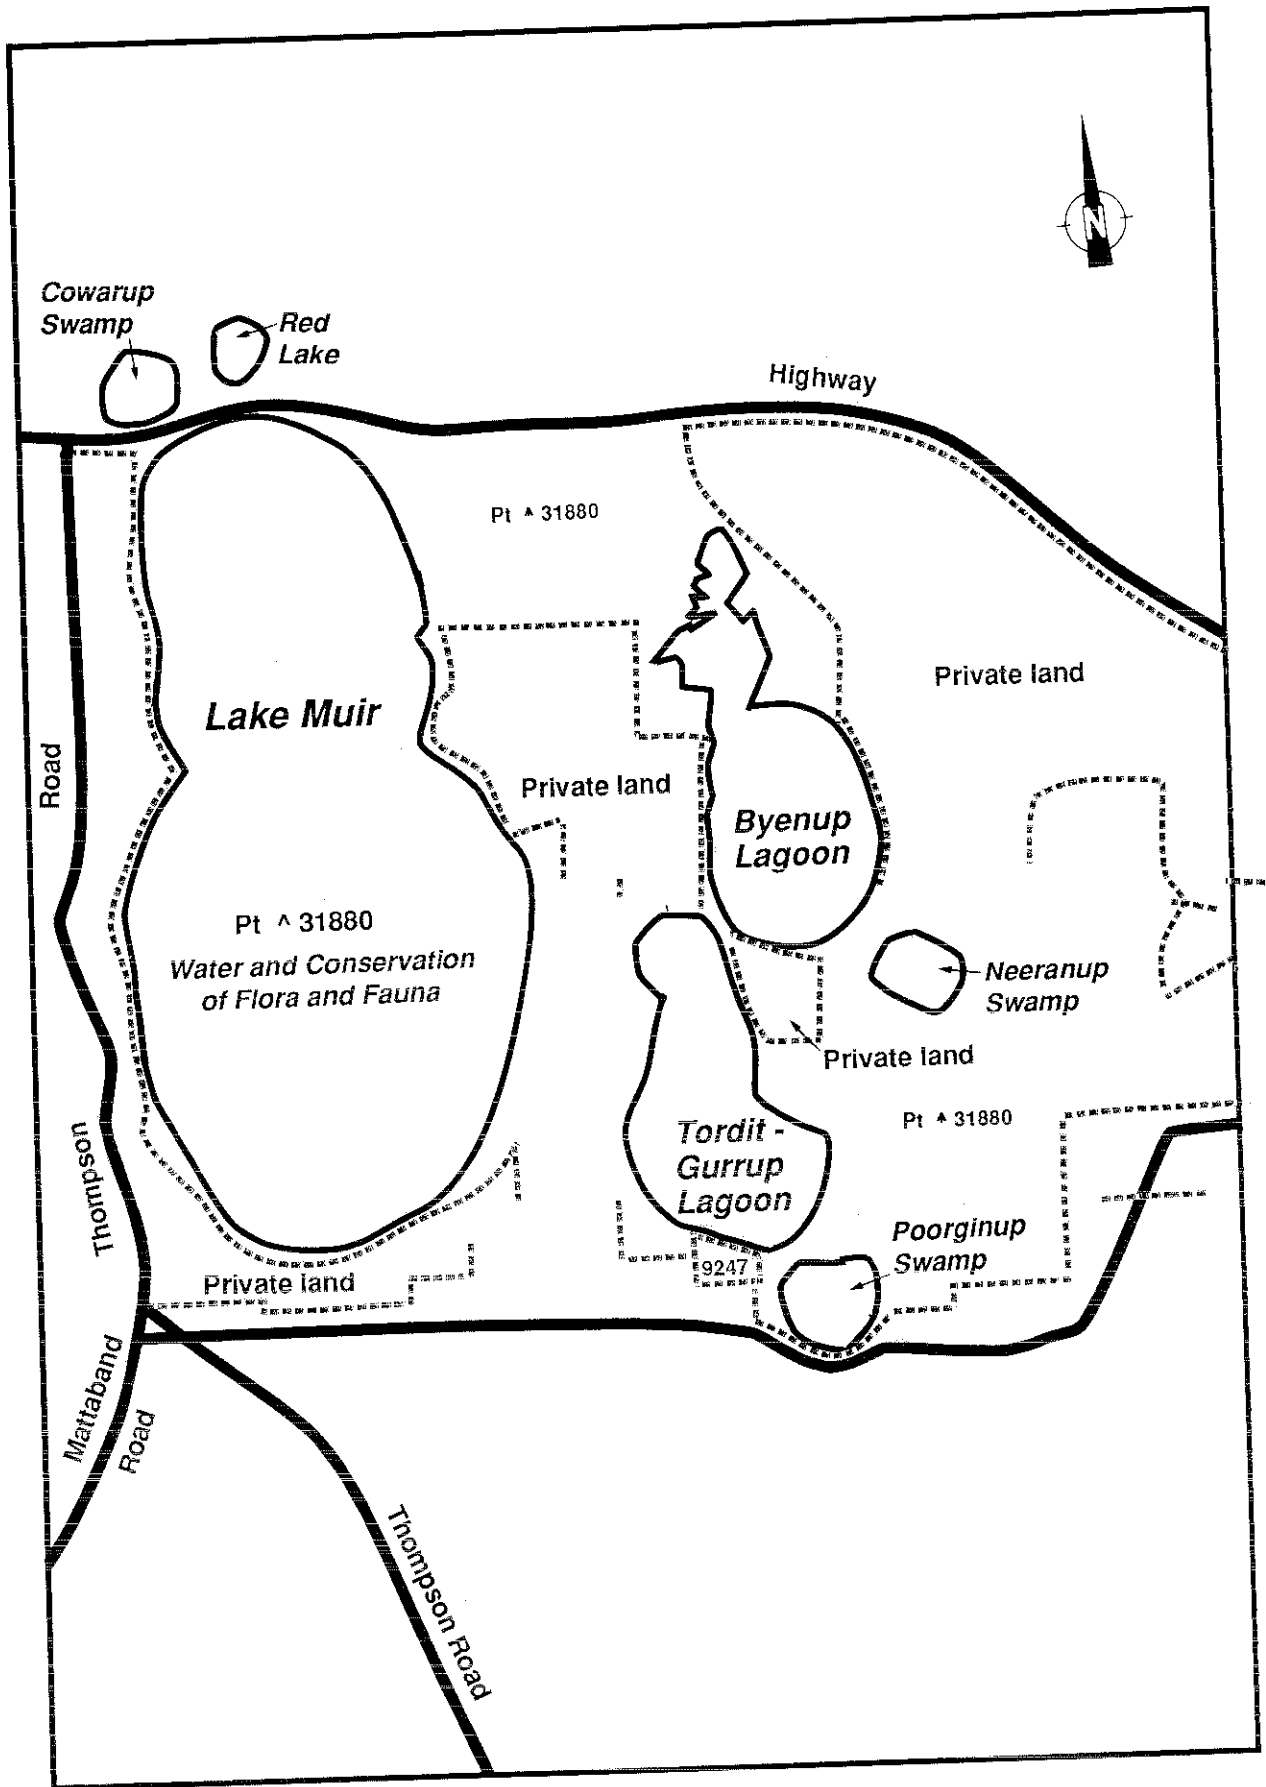 N
Cowarup
Swamp
Red
Lake
Highway
Pt ^ 31880
Private land
Lake Muir
Road
Private land
Byenup
Lagoon
Pt ^ 31880
Water and Conservation
of Flora and Fauna
Neeranup
Swamp
Private land
Pt ^ 31880
Tordit -
Gurrup
Lagoon
Thompson
Poorginup
Swamp
9247
Private land
Mattaband
Road
Thompson Road